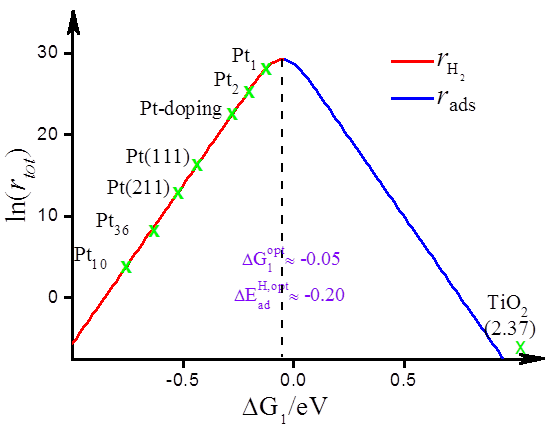 30
20
10
0
-0.5
0.0
0.5
ln(r_tot)
ΔG₁/eV
r_H₂
r_ads
Pt₁
Pt₂
Pt-doping
Pt(111)
Pt(211)
Pt₃₆
Pt₁₀
ΔG₁^opt ≈ -0.05
ΔE_ad^H,opt ≈ -0.20
TiO₂
(2.37)